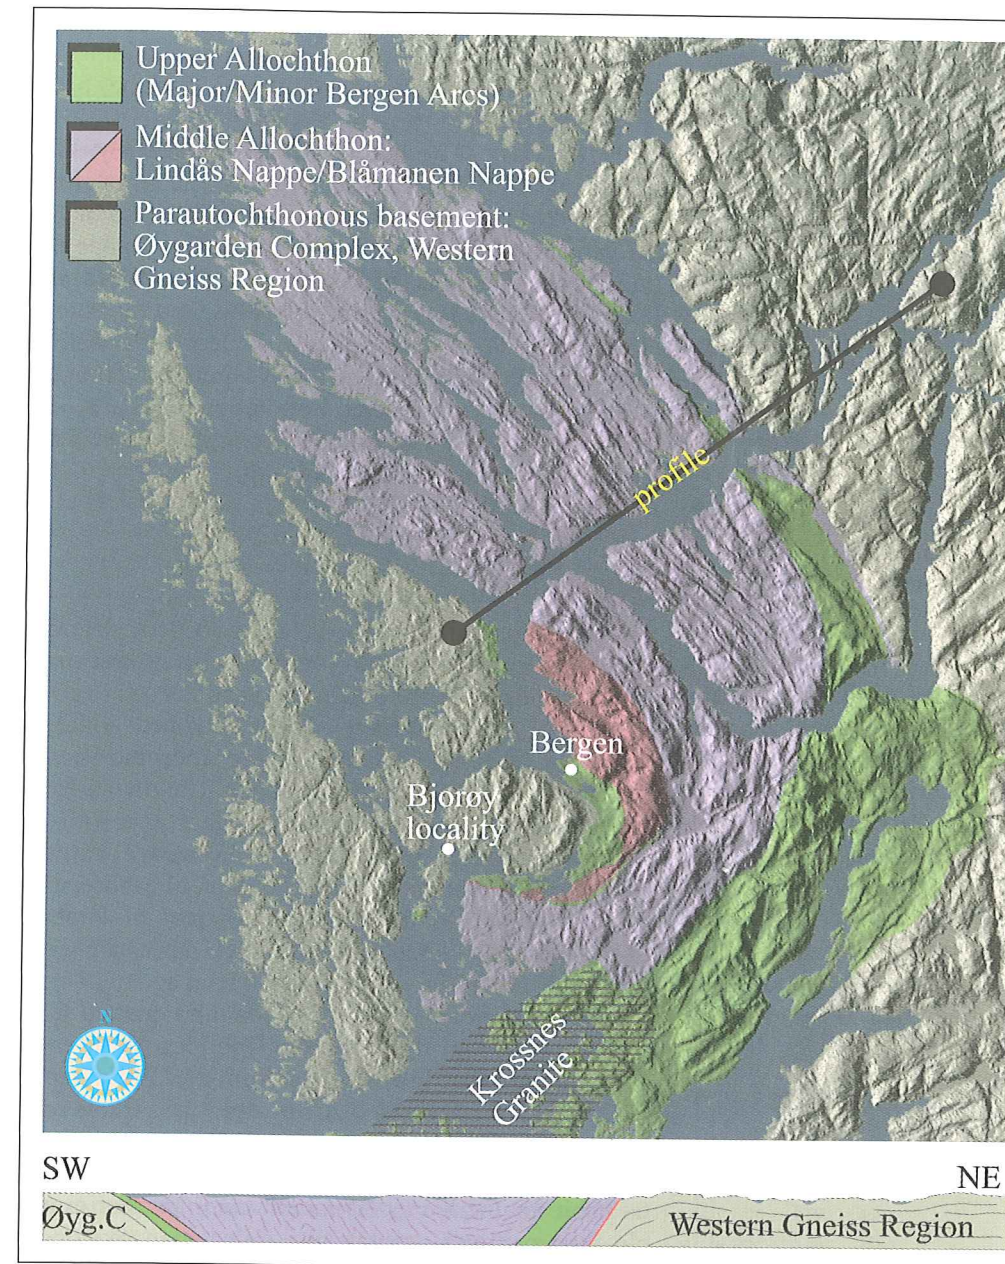 Upper Allochthon
(Major/Minor Bergen Arcs)
Middle Allochthon:
Lindås Nappe/Blåmanen Nappe
Parautochthonous basement:
Øygarden Complex, Western
Gneiss Region
profile
Bergen
Bjorøy
locality
Krossnes
Granite
N
SW
NE
Øyg.C
Western Gneiss Region